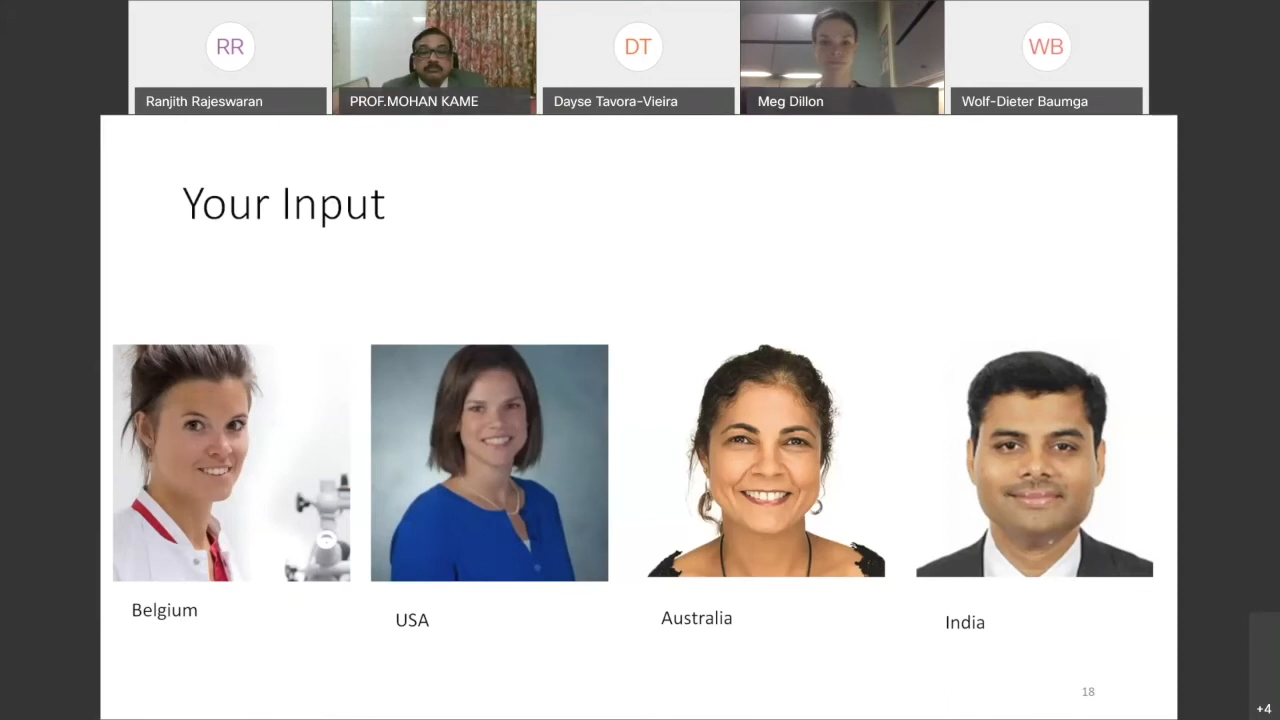 RR
DT
WB
Ranjith Rajeswaran
PROF.MOHAN KAME
Dayse Tavora-Vieira
Meg Dillon
Wolf-Dieter Baumga
Your Input
Belgium
USA
Australia
India
18
+4